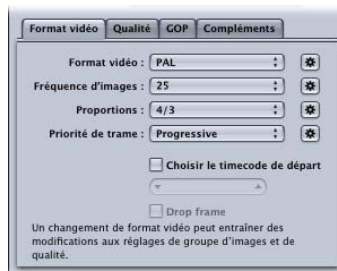 Format vidéo Qualité GOP Compléments
Format vidéo : PAL
Fréquence d'images : 25
Proportions : 4/3
Priorité de trame : Progressive
Choisir le timecode de départ
Drop frame
Un changement de format vidéo peut entraîner des
modifications aux réglages de groupe d'images et de
qualité.